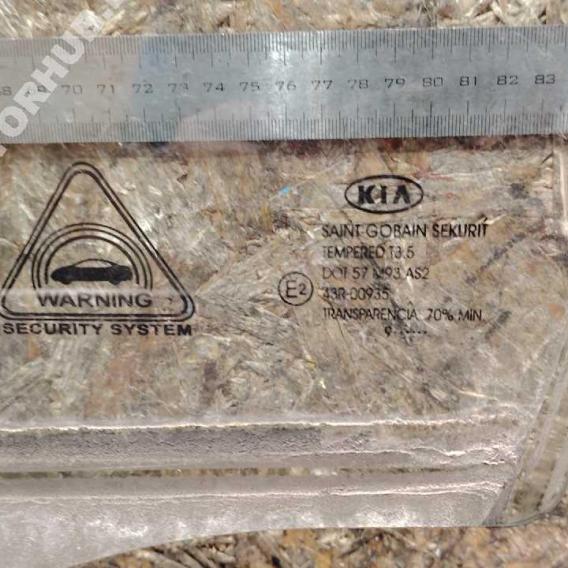 69 70 71 72 73 74 75 76 77 78 79 80 81 82 83
KIA
SAINT-GOBAIN SEKURIT
TEMPERED T3.5
DOT 57 M93 AS2
E2
43R-00935
TRANSPARENCIA 70% MIN
WARNING
SECURITY SYSTEM